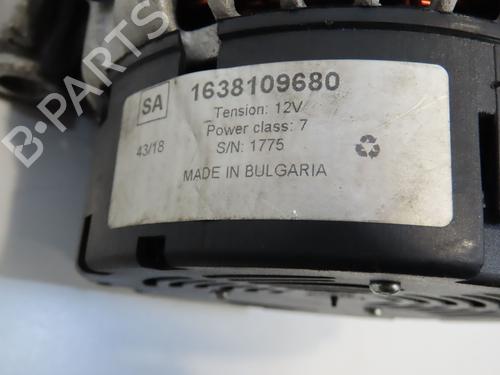 SA
1638109680
Tension: 12V
Power class: 7
43/18
S/N: 1775
MADE IN BULGARIA
B-PARTS